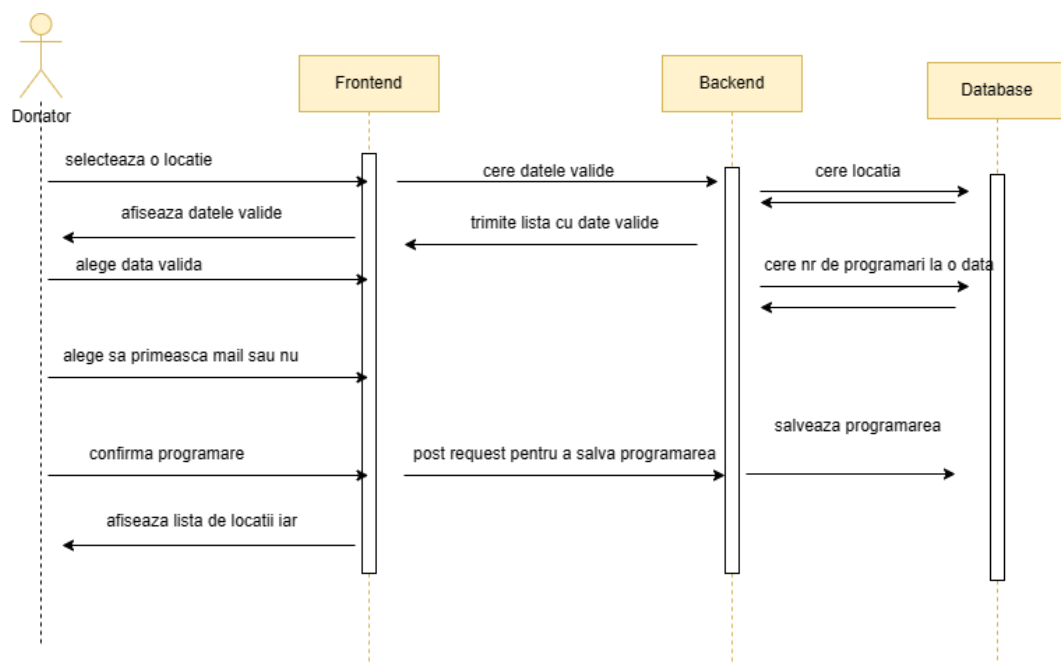 Donator
Frontend
Backend
Database
selecteaza o locatie
cere datele valide
cere locatia
afiseaza datele valide
trimite lista cu date valide
alege data valida
cere nr de programari la o data
alege sa primeasca mail sau nu
salveaza programarea
confirma programare
post request pentru a salva programarea
afiseaza lista de locatii iar